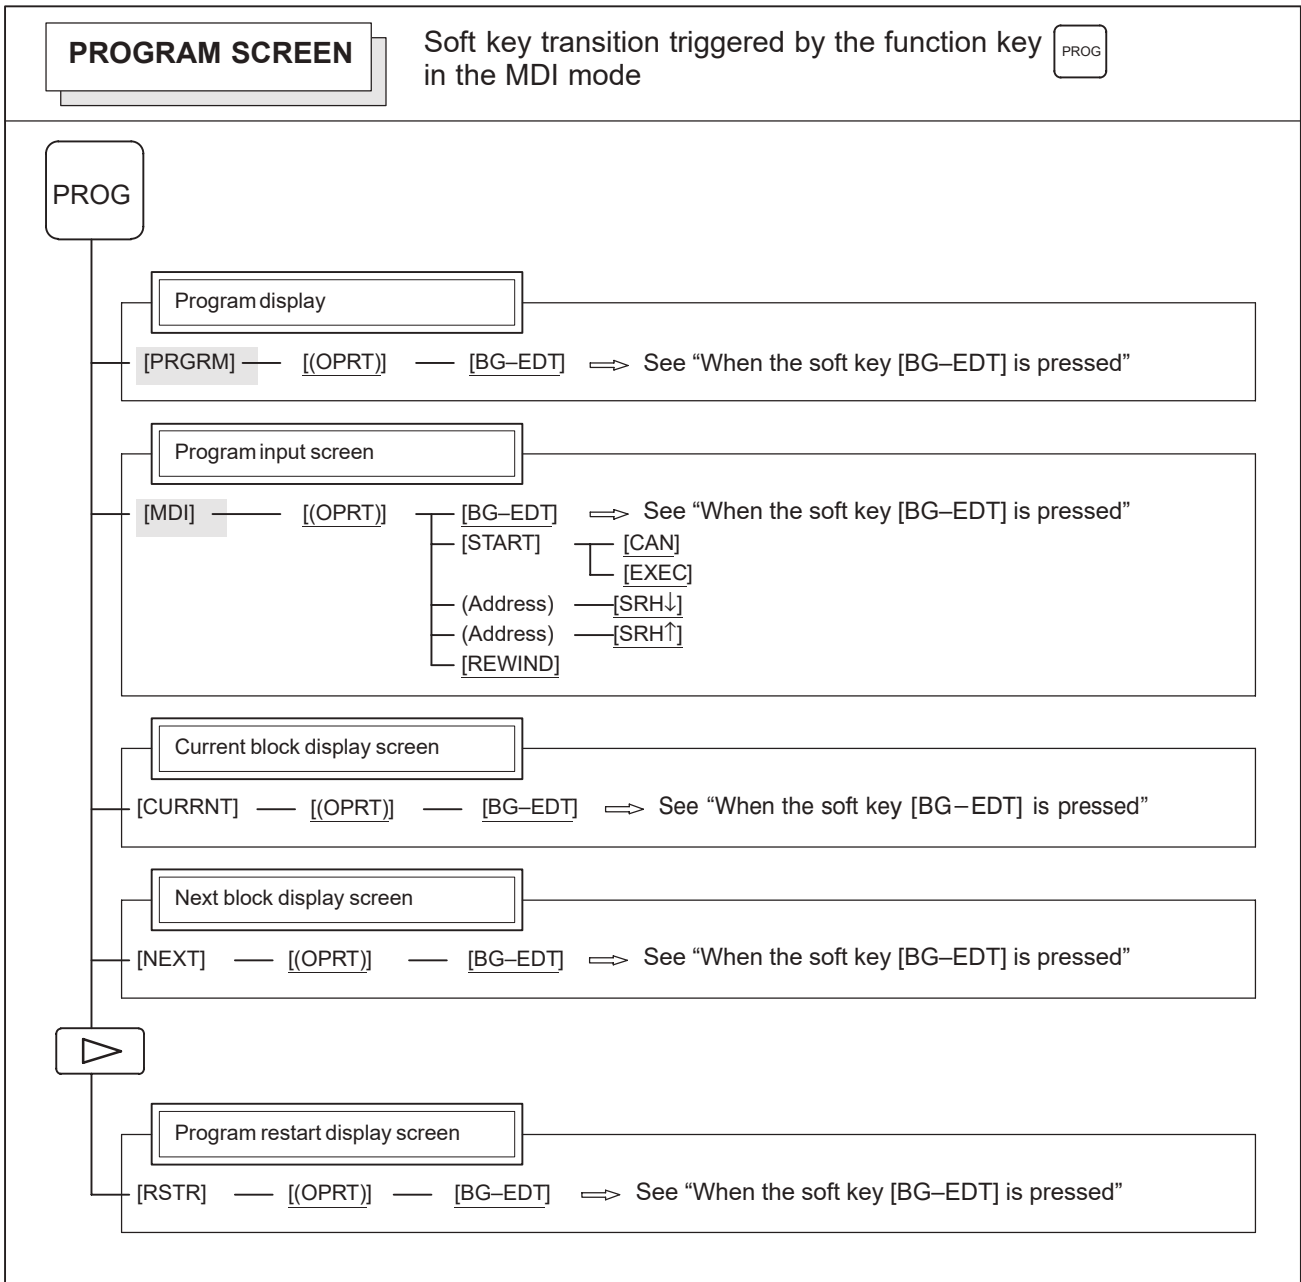 PROGRAM SCREEN
Soft key transition triggered by the function key PROG
in the MDI mode
PROG
Program display
[PRGRM] [(OPRT)] [BG–EDT] ⇒ See “When the soft key [BG–EDT] is pressed”
Program input screen
[MDI] [(OPRT)] [BG–EDT] ⇒ See “When the soft key [BG–EDT] is pressed”
[START] [CAN]
[EXEC]
(Address) [SRH↓]
(Address) [SRH↑]
[REWIND]
Current block display screen
[CURRNT] [(OPRT)] [BG–EDT] ⇒ See “When the soft key [BG–EDT] is pressed”
Next block display screen
[NEXT] [(OPRT)] [BG–EDT] ⇒ See “When the soft key [BG–EDT] is pressed”
Program restart display screen
[RSTR] [(OPRT)] [BG–EDT] ⇒ See “When the soft key [BG–EDT] is pressed”